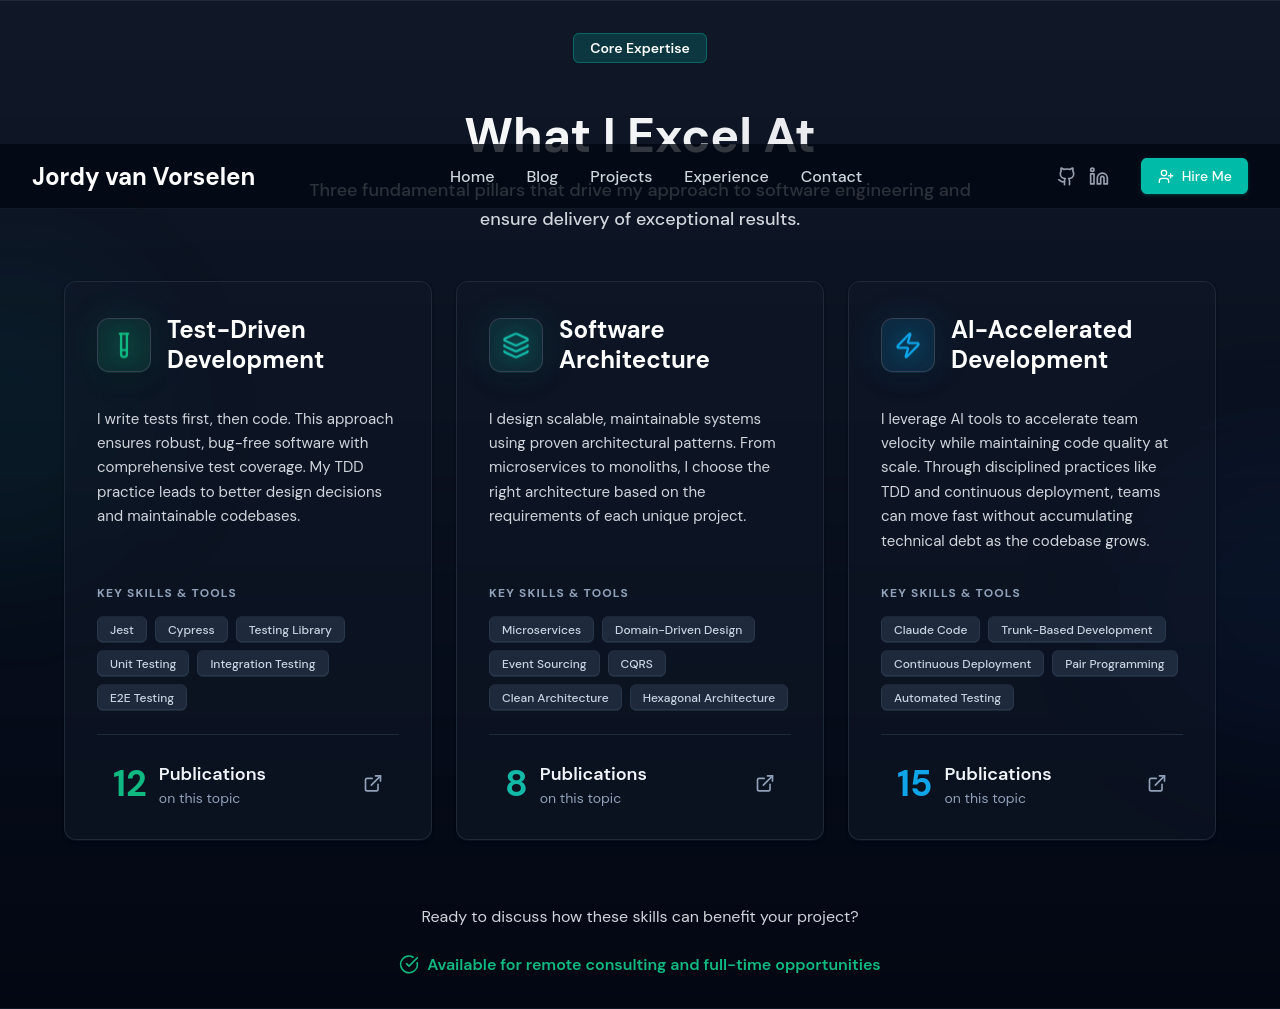 Core Expertise
What I Excel At
Jordy van Vorselen
Home
Blog
Projects
Experience
Contact
Hire Me
Three fundamental pillars that drive my approach to software engineering and
ensure delivery of exceptional results.
Test-Driven
Development
I write tests first, then code. This approach
ensures robust, bug-free software with
comprehensive test coverage. My TDD
practice leads to better design decisions
and maintainable codebases.
KEY SKILLS & TOOLS
Jest
Cypress
Testing Library
Unit Testing
Integration Testing
E2E Testing
12
Publications
on this topic
Software
Architecture
I design scalable, maintainable systems
using proven architectural patterns. From
microservices to monoliths, I choose the
right architecture based on the
requirements of each unique project.
KEY SKILLS & TOOLS
Microservices
Domain-Driven Design
Event Sourcing
CQRS
Clean Architecture
Hexagonal Architecture
8
Publications
on this topic
AI-Accelerated
Development
I leverage AI tools to accelerate team
velocity while maintaining code quality at
scale. Through disciplined practices like
TDD and continuous deployment, teams
can move fast without accumulating
technical debt as the codebase grows.
KEY SKILLS & TOOLS
Claude Code
Trunk-Based Development
Continuous Deployment
Pair Programming
Automated Testing
15
Publications
on this topic
Ready to discuss how these skills can benefit your project?
Available for remote consulting and full-time opportunities